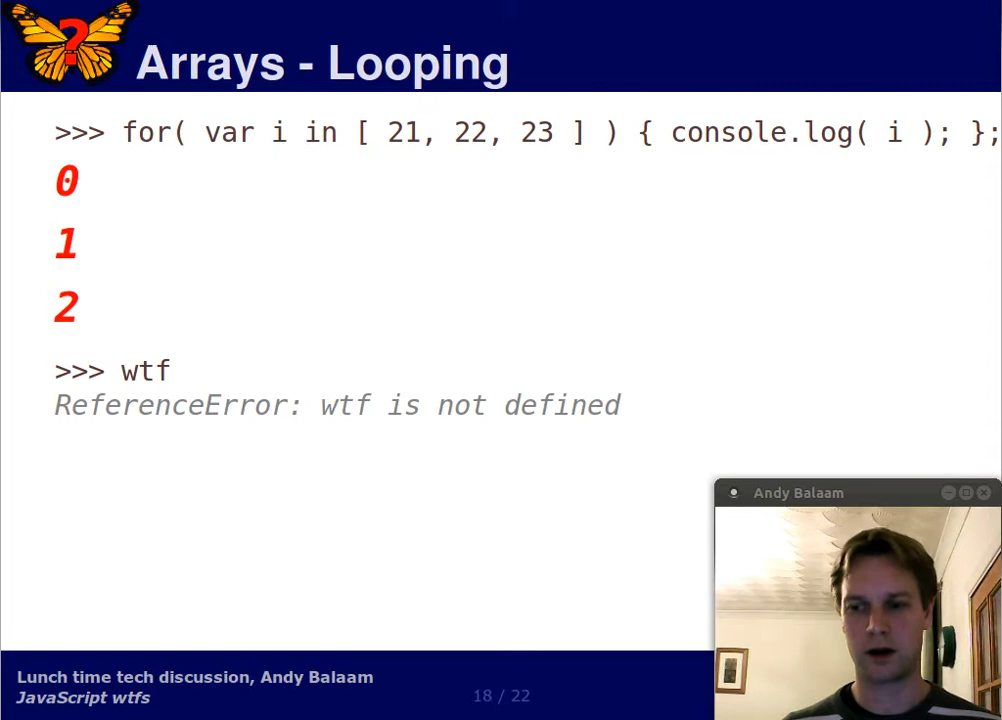 ?
Arrays - Looping
>>> for( var i in [ 21, 22, 23 ] ) { console.log( i ); };
0
1
2
>>> wtf
ReferenceError: wtf is not defined
Andy Balaam
Lunch time tech discussion, Andy Balaam
JavaScript wtfs
18 / 22